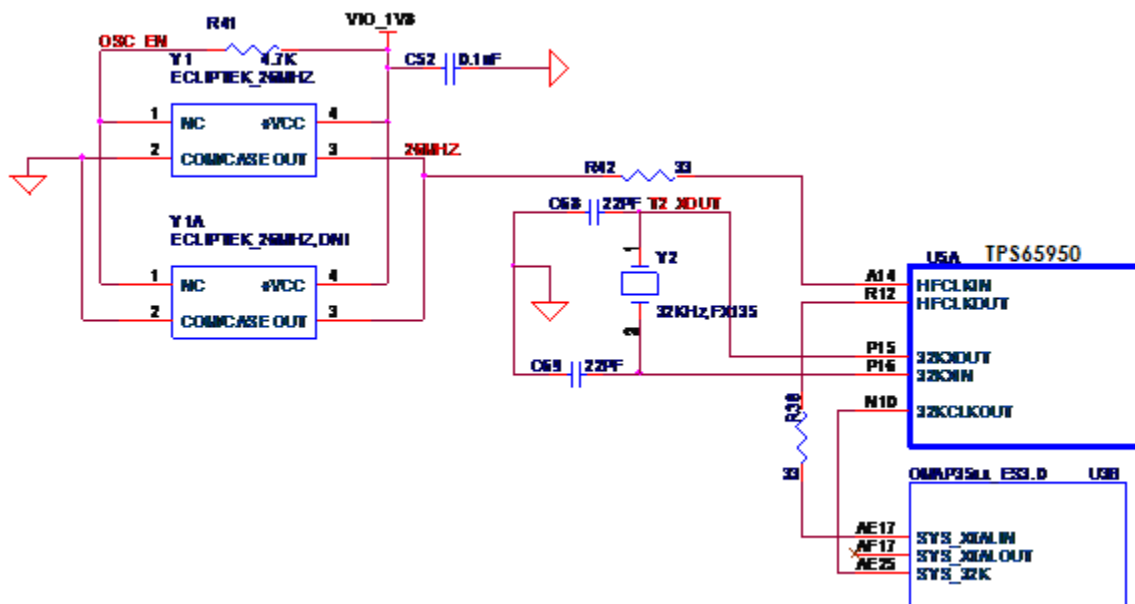 R41
VIO_1V8
OSC_EN
4.7K
Y1
ECLIPTEK_26MHZ
C52
0.1uF
1
NC
#VCC
4
2
COM/CASE OUT
3
26MHZ
R42
33
C68
22PF
T2_XOUT
Y1A
ECLIPTEK_26MHZ,DNI
1
Y2
U5A
TPS65950
1
NC
#VCC
4
A14
HFCLKIN
R12
HFCLKOUT
32KHz,FX135
2
COM/CASE OUT
3
2
P15
32KXOUT
C69
22PF
P16
32KXIN
N10
32KCLKOUT
33
OMAP35xx_ES3.0
U3B
AE17
SYS_XTALIN
AF17
SYS_XTALOUT
AE25
SYS_32K